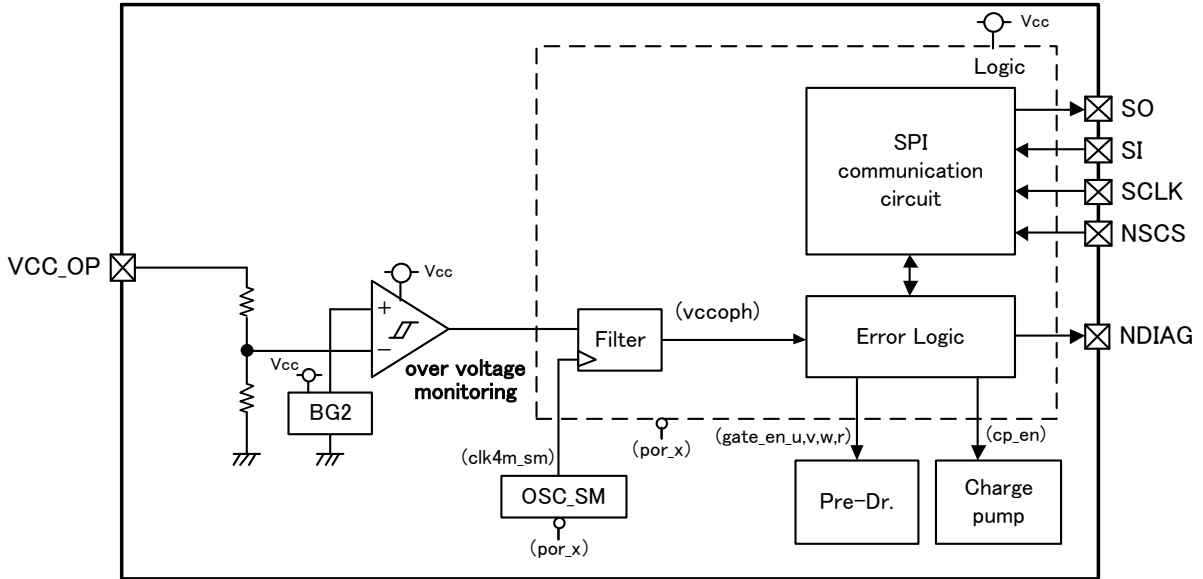 Vcc
Logic
SPI
communication
circuit
SO
SI
SCLK
NSCS
VCC_OP
Vcc
+
−
Vcc
BG2
over voltage
monitoring
Filter
(vccoph)
Error Logic
NDIAG
(clk4m_sm)
OSC_SM
(por_x)
(por_x)
(gate_en_u,v,w,r)
(cp_en)
Pre-Dr.
Charge
pump